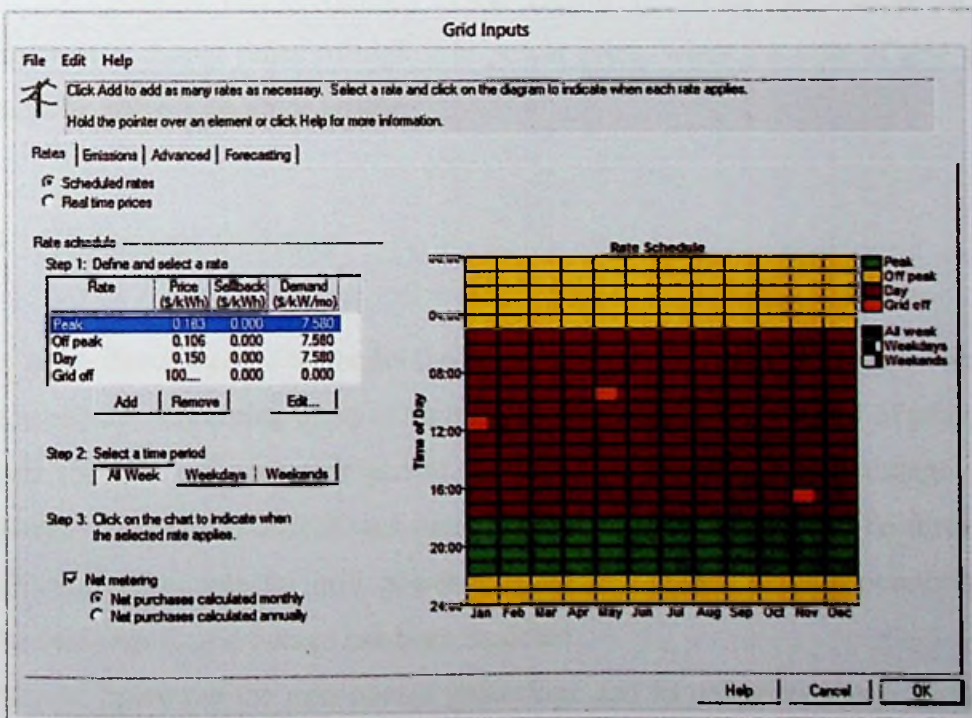 Grid Inputs
File Edit Help
Click Add to add as many rates as necessary. Select a rate and click on the diagram to indicate when each rate applies.
Hold the pointer over an element or click Help for more information.
Rates Emissions Advanced Forecasting
Scheduled rates
Real time prices
Rate schedule
Step 1: Define and select a rate
Rate Price ($/kWh) Sellback ($/kWh) Demand ($/kW/mo)
Peak 0.163 0.000 7.580
Off peak 0.106 0.000 7.580
Day 0.150 0.000 7.580
Grid off 100.... 0.000 0.000
Add Remove Edit...
Step 2: Select a time period
All Week Weekdays Weekends
Step 3: Click on the chart to indicate when
the selected rate applies.
Net metering
Net purchases calculated monthly
Net purchases calculated annually
Rate Schedule
Time of Day
00:00
04:00
08:00
12:00
16:00
20:00
24:00
Jan Feb Mar Apr May Jun Jul Aug Sep Oct Nov Dec
Peak
Off peak
Day
Grid off
All week
Weekdays
Weekends
Help Cancel OK